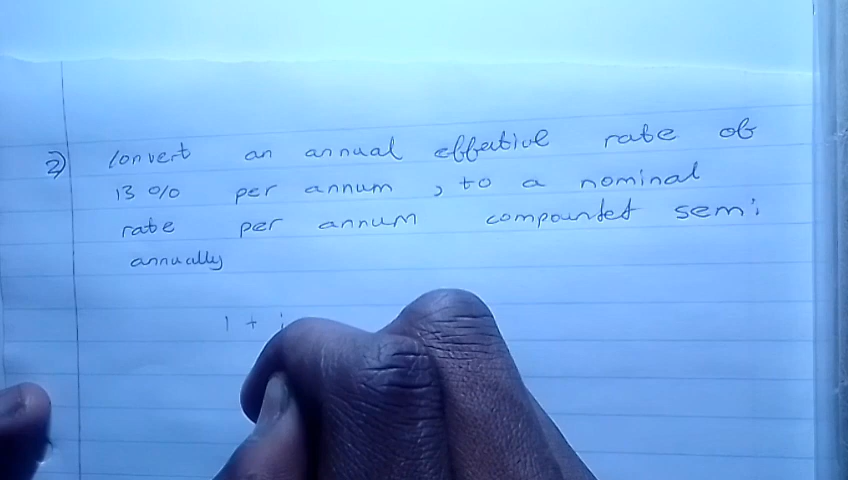 2) Convert an annual effective rate of
13 % per annum , to a nominal
rate per annum compounded semi
annually
1 + i